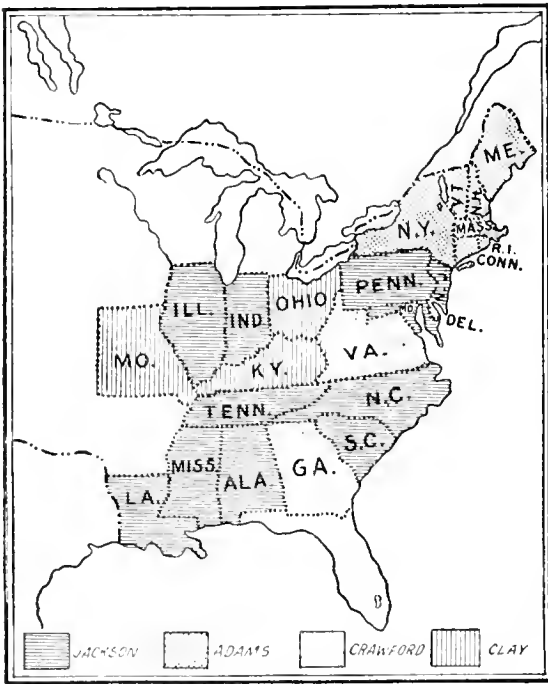 ME.
VT.
N.H.
MASS.
N.Y.
R.I.
CONN.
PENN.
N.J.
OHIO
ILL.
IND
MD.
DEL.
VA.
MO.
KY.
N.C.
TENN.
S.C.
MISS.
ALA.
GA.
LA.
JACKSON ADAMS CRAWFORD CLAY